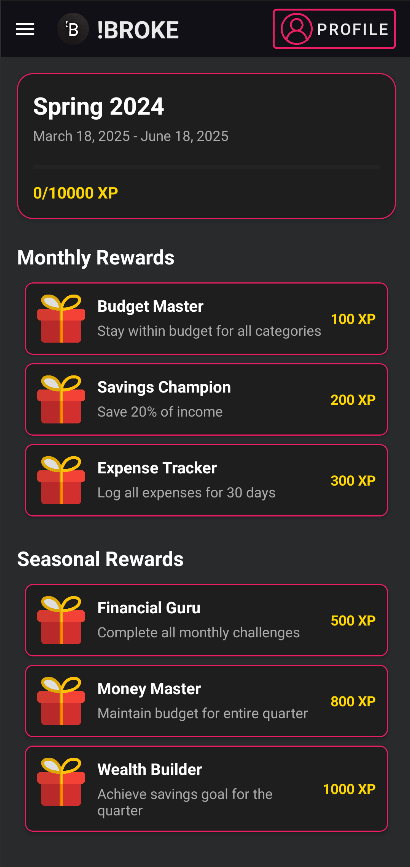 !B
!BROKE
PROFILE
Spring 2024
March 18, 2025 - June 18, 2025
0/10000 XP
Monthly Rewards
Budget Master
Stay within budget for all categories
100 XP
Savings Champion
Save 20% of income
200 XP
Expense Tracker
Log all expenses for 30 days
300 XP
Seasonal Rewards
Financial Guru
Complete all monthly challenges
500 XP
Money Master
Maintain budget for entire quarter
800 XP
Wealth Builder
Achieve savings goal for the
quarter
1000 XP